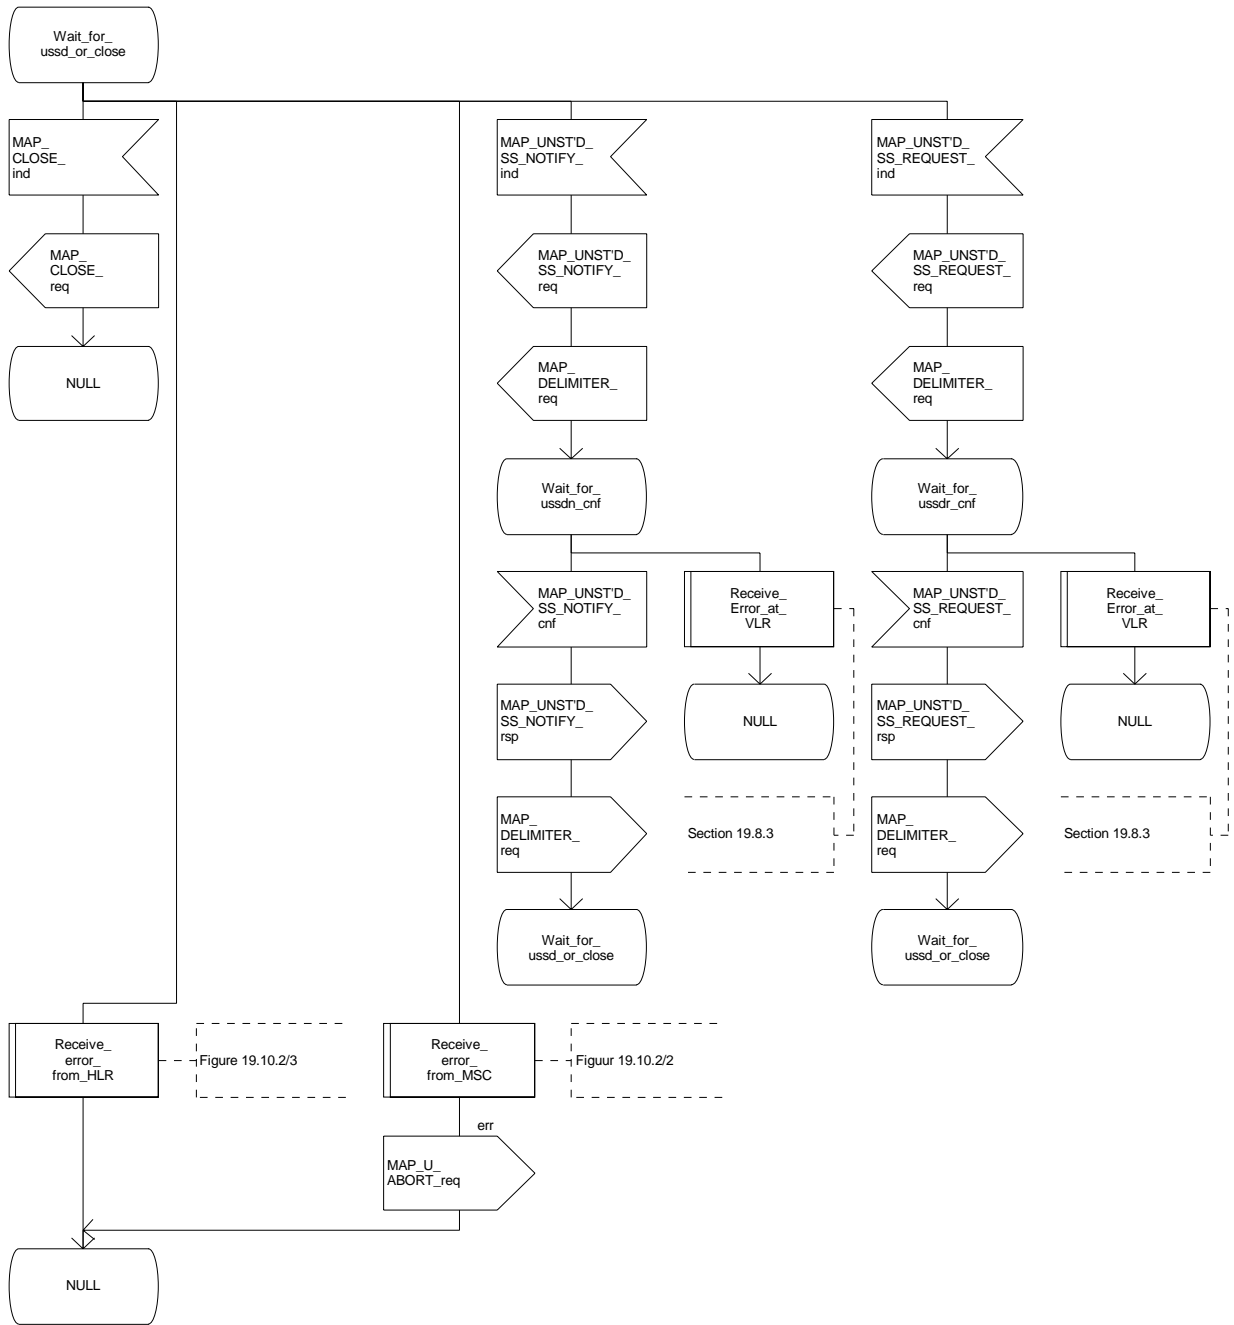 Wait_for_
ussd_or_close
MAP_
CLOSE_
ind
MAP_UNST'D_
SS_NOTIFY_
ind
MAP_UNST'D_
SS_REQUEST_
ind
MAP_
CLOSE_
req
MAP_UNST'D_
SS_NOTIFY_
req
MAP_UNST'D_
SS_REQUEST_
req
NULL
MAP_
DELIMITER_
req
MAP_
DELIMITER_
req
Wait_for_
ussdn_cnf
Wait_for_
ussdr_cnf
MAP_UNST'D_
SS_NOTIFY_
cnf
Receive_
Error_at_
VLR
MAP_UNST'D_
SS_REQUEST_
cnf
Receive_
Error_at_
VLR
MAP_UNST'D_
SS_NOTIFY_
rsp
NULL
MAP_UNST'D_
SS_REQUEST_
rsp
NULL
MAP_
DELIMITER_
req
Section 19.8.3
MAP_
DELIMITER_
req
Section 19.8.3
Wait_for_
ussd_or_close
Wait_for_
ussd_or_close
Receive_
error_
from_HLR
Figure 19.10.2/3
Receive_
error_
from_MSC
Figuur 19.10.2/2
err
MAP_U_
ABORT_req
NULL